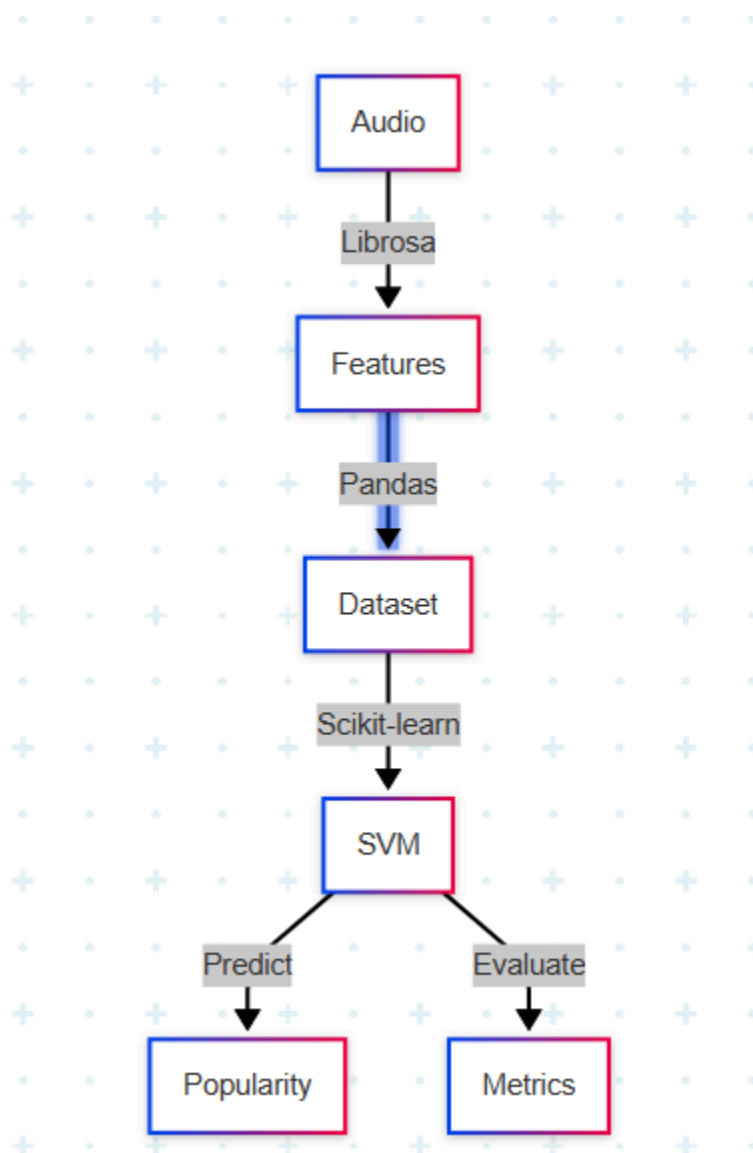 Audio
Librosa
Features
Pandas
Dataset
Scikit-learn
SVM
Predict
Evaluate
Popularity
Metrics